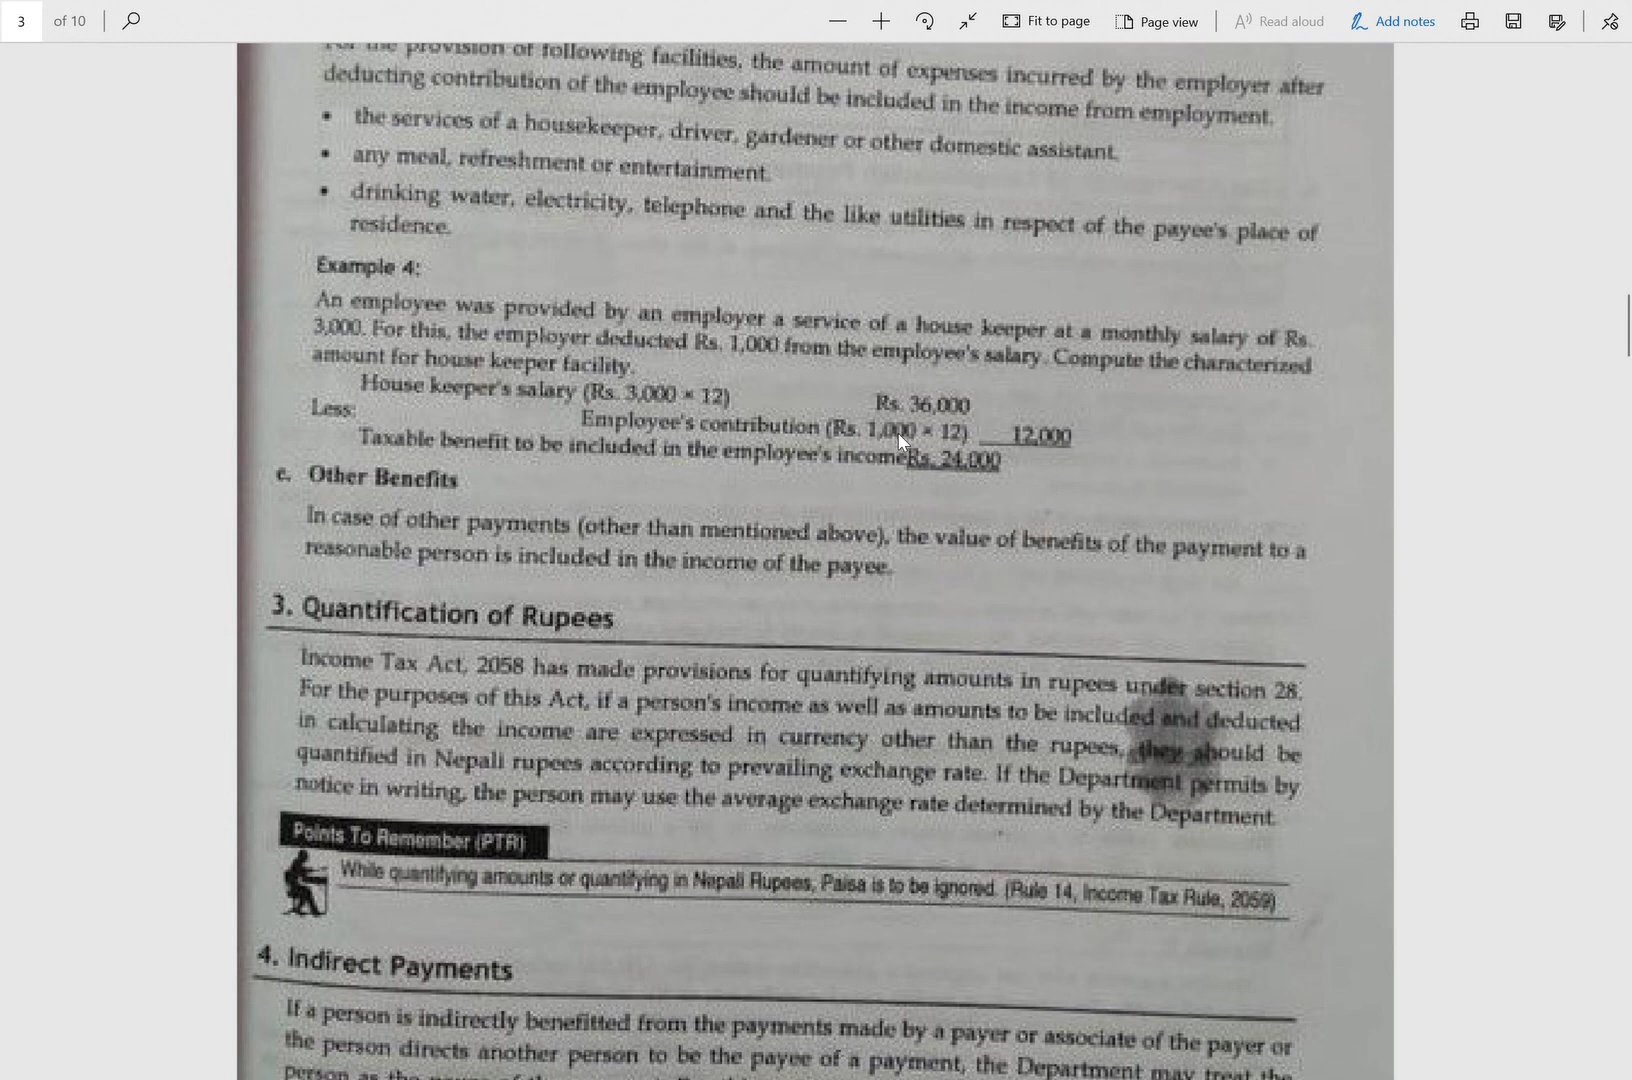 3 of 10 Fit to page Page view Read aloud Add notes
For the provision of following facilities, the amount of expenses incurred by the employer after
deducting contribution of the employee should be included in the income from employment.
• the services of a housekeeper, driver, gardener or other domestic assistant.
• any meal, refreshment or entertainment.
• drinking water, electricity, telephone and the like utilities in respect of the payee's place of
residence.
Example 4:
An employee was provided by an employer a service of a house keeper at a monthly salary of Rs.
3,000. For this, the employer deducted Rs. 1,000 from the employee's salary. Compute the characterized
amount for house keeper facility.
House keeper's salary (Rs. 3,000 × 12) Rs. 36,000
Less: Employee's contribution (Rs. 1,000 × 12) 12,000
Taxable benefit to be included in the employee's income Rs. 24,000
c. Other Benefits
In case of other payments (other than mentioned above), the value of benefits of the payment to a
reasonable person is included in the income of the payee.
3. Quantification of Rupees
Income Tax Act, 2058 has made provisions for quantifying amounts in rupees under section 28.
For the purposes of this Act, if a person's income as well as amounts to be included and deducted
in calculating the income are expressed in currency other than the rupees, they should be
quantified in Nepali rupees according to prevailing exchange rate. If the Department permits by
notice in writing, the person may use the average exchange rate determined by the Department.
Points To Remember (PTR)
While quantifying amounts or quantifying in Nepali Rupees, Paisa is to be ignored. (Rule 14, Income Tax Rule, 2059)
4. Indirect Payments
If a person is indirectly benefitted from the payments made by a payer or associate of the payer or
the person directs another person to be the payee of a payment, the Department may treat the
person as the